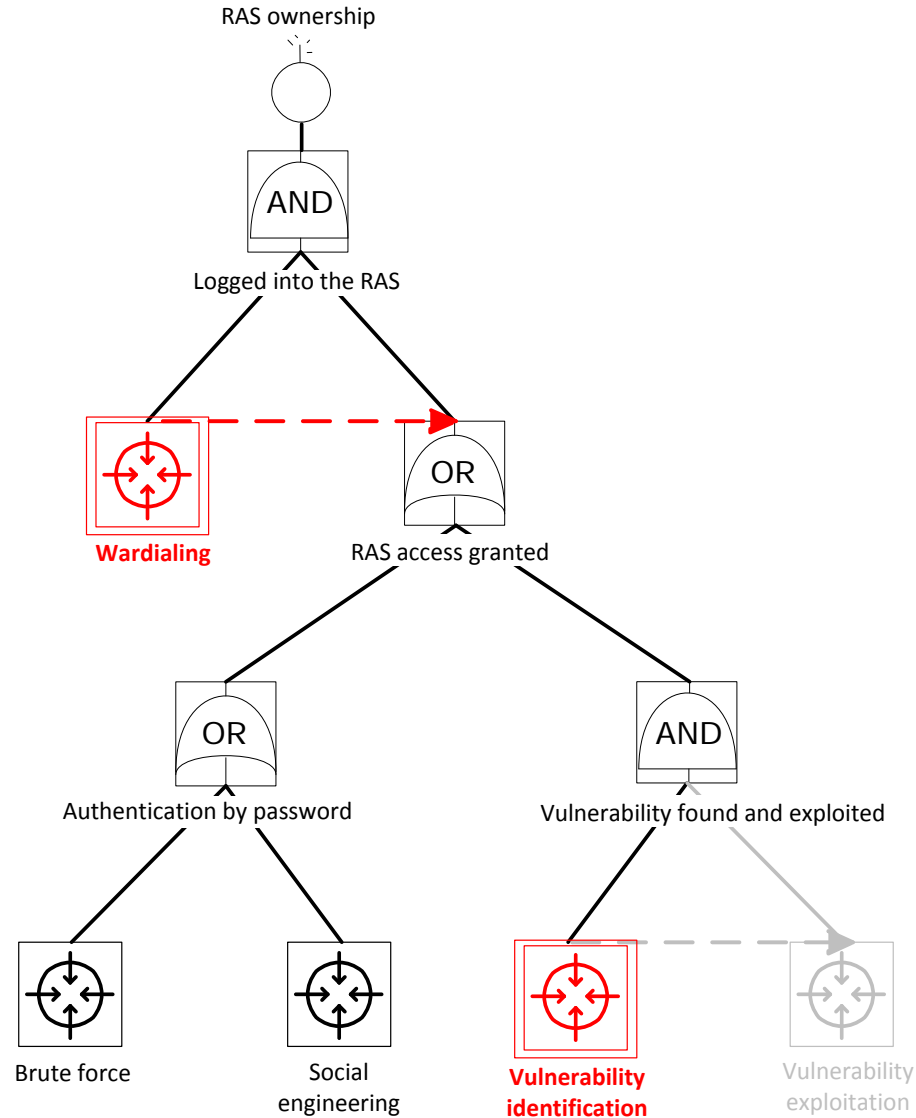 RAS ownership
AND
Logged into the RAS
OR
Wardialing
RAS access granted
OR
AND
Authentication by password
Vulnerability found and exploited
Brute force
Social
engineering
Vulnerability
identification
Vulnerability
exploitation